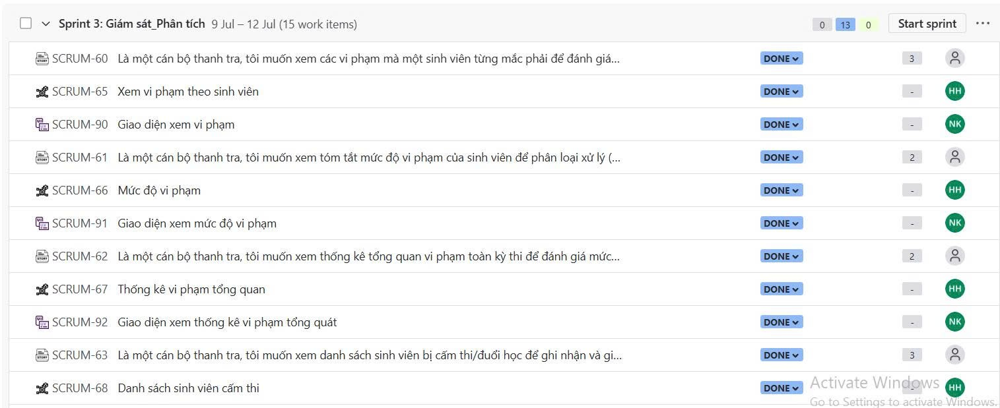 Sprint 3: Giám sát_Phân tích 9 Jul – 12 Jul (15 work items) 0 13 0 Start sprint
SCRUM-60 Là một cán bộ thanh tra, tôi muốn xem các vi phạm mà một sinh viên từng mắc phải để đánh giá... DONE 3
SCRUM-65 Xem vi phạm theo sinh viên DONE - HH
SCRUM-90 Giao diện xem vi phạm DONE - NK
SCRUM-61 Là một cán bộ thanh tra, tôi muốn xem tóm tắt mức độ vi phạm của sinh viên để phân loại xử lý (... DONE 2
SCRUM-66 Mức độ vi phạm DONE - HH
SCRUM-91 Giao diện xem mức độ vi phạm DONE - NK
SCRUM-62 Là một cán bộ thanh tra, tôi muốn xem thống kê tổng quan vi phạm toàn kỳ thi để đánh giá mức... DONE 2
SCRUM-67 Thống kê vi phạm tổng quan DONE - HH
SCRUM-92 Giao diện xem thống kê vi phạm tổng quát DONE - NK
SCRUM-63 Là một cán bộ thanh tra, tôi muốn xem danh sách sinh viên bị cấm thi/đuổi học để ghi nhận và gi... DONE 3
SCRUM-68 Danh sách sinh viên cấm thi DONE - HH
Activate Windows
Go to Settings to activate Windows.